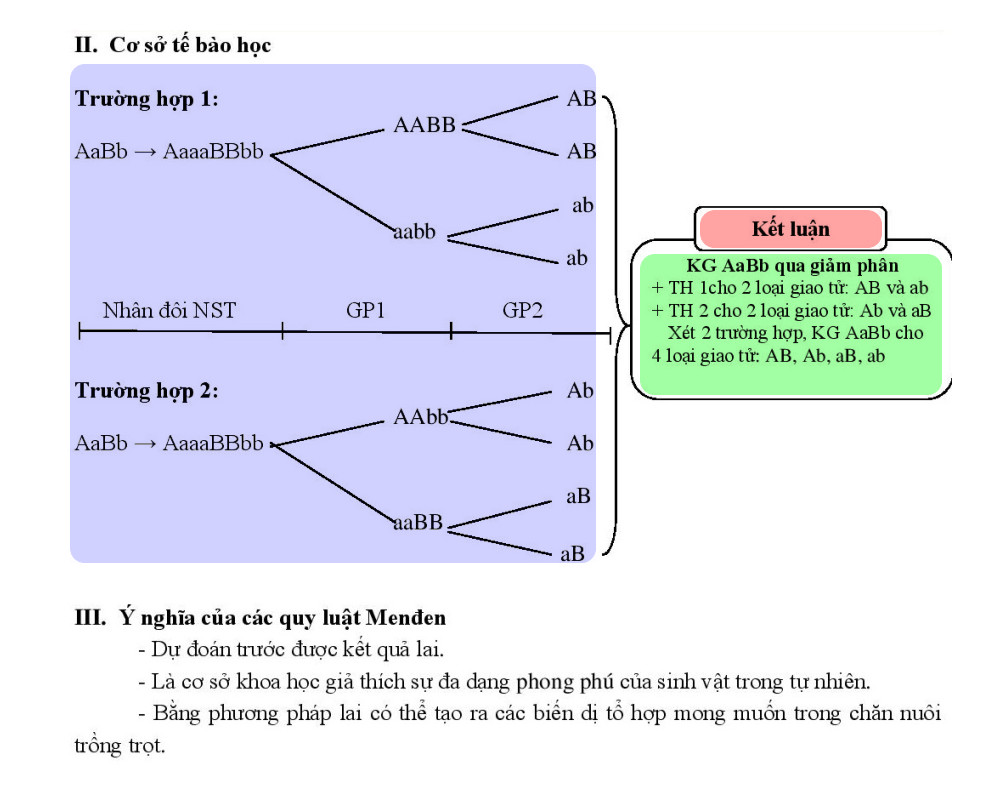 II. Cơ sở tế bào học
Trường hợp 1:
AaBb → AaaaBBbb
AABB
aabb
AB
AB
ab
ab
Nhân đôi NST
GP1
GP2
Trường hợp 2:
AaBb → AaaaBBbb
AAbb
aaBB
Ab
Ab
aB
aB
Kết luận
KG AaBb qua giảm phân
+ TH 1cho 2 loại giao tử: AB và ab
+ TH 2 cho 2 loại giao tử: Ab và aB
Xét 2 trường hợp, KG AaBb cho
4 loại giao tử: AB, Ab, aB, ab
III. Ý nghĩa của các quy luật Menđen
- Dự đoán trước được kết quả lai.
- Là cơ sở khoa học giả thích sự đa dạng phong phú của sinh vật trong tự nhiên.
- Bằng phương pháp lai có thể tạo ra các biến dị tổ hợp mong muốn trong chăn nuôi
trồng trọt.